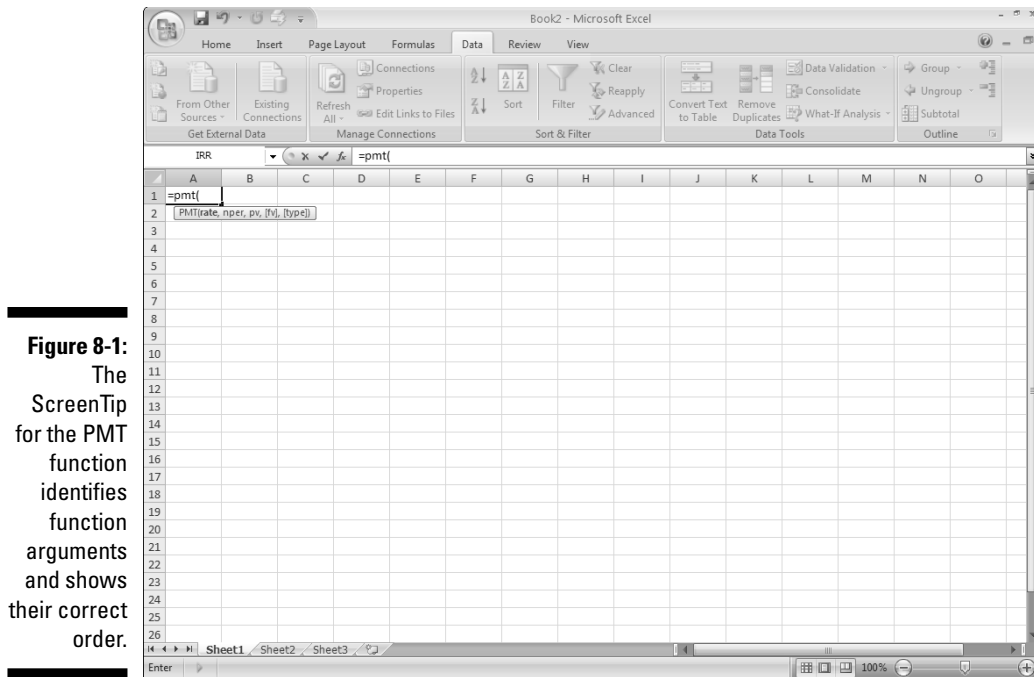 Book2 - Microsoft Excel
Home Insert Page Layout Formulas Data Review View
From Other Sources
Existing Connections
Get External Data
Refresh All
Connections
Properties
Edit Links to Files
Manage Connections
Sort
Filter
Clear
Reapply
Advanced
Sort & Filter
Convert Text to Table
Remove Duplicates
Data Validation
Consolidate
What-If Analysis
Data Tools
Group
Ungroup
Subtotal
Outline
IRR =pmt(
A B C D E F G H I J K L M N O
1 =pmt(
2 PMT(rate, nper, pv, [fv], [type])
3
4
5
6
7
8
9
10
11
12
13
14
15
16
17
18
19
20
21
22
23
24
25
26
Sheet1 Sheet2 Sheet3
Enter 100%
Figure 8-1:
The
ScreenTip
for the PMT
function
identifies
function
arguments
and shows
their correct
order.